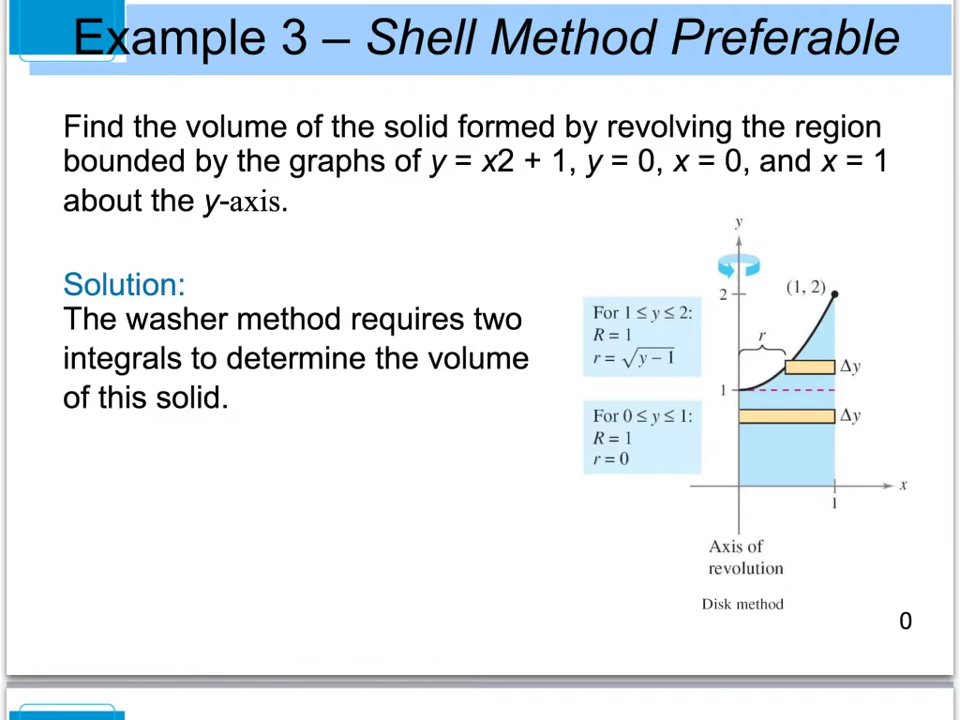 Example 3 – Shell Method Preferable
Find the volume of the solid formed by revolving the region
bounded by the graphs of y = x2 + 1, y = 0, x = 0, and x = 1
about the y-axis.
Solution:
The washer method requires two
integrals to determine the volume
of this solid.
For 1 ≤ y ≤ 2:
R = 1
r = √(y − 1)
For 0 ≤ y ≤ 1:
R = 1
r = 0
y
2
(1, 2)
r
Δy
1
Δy
x
1
Axis of
revolution
Disk method
0